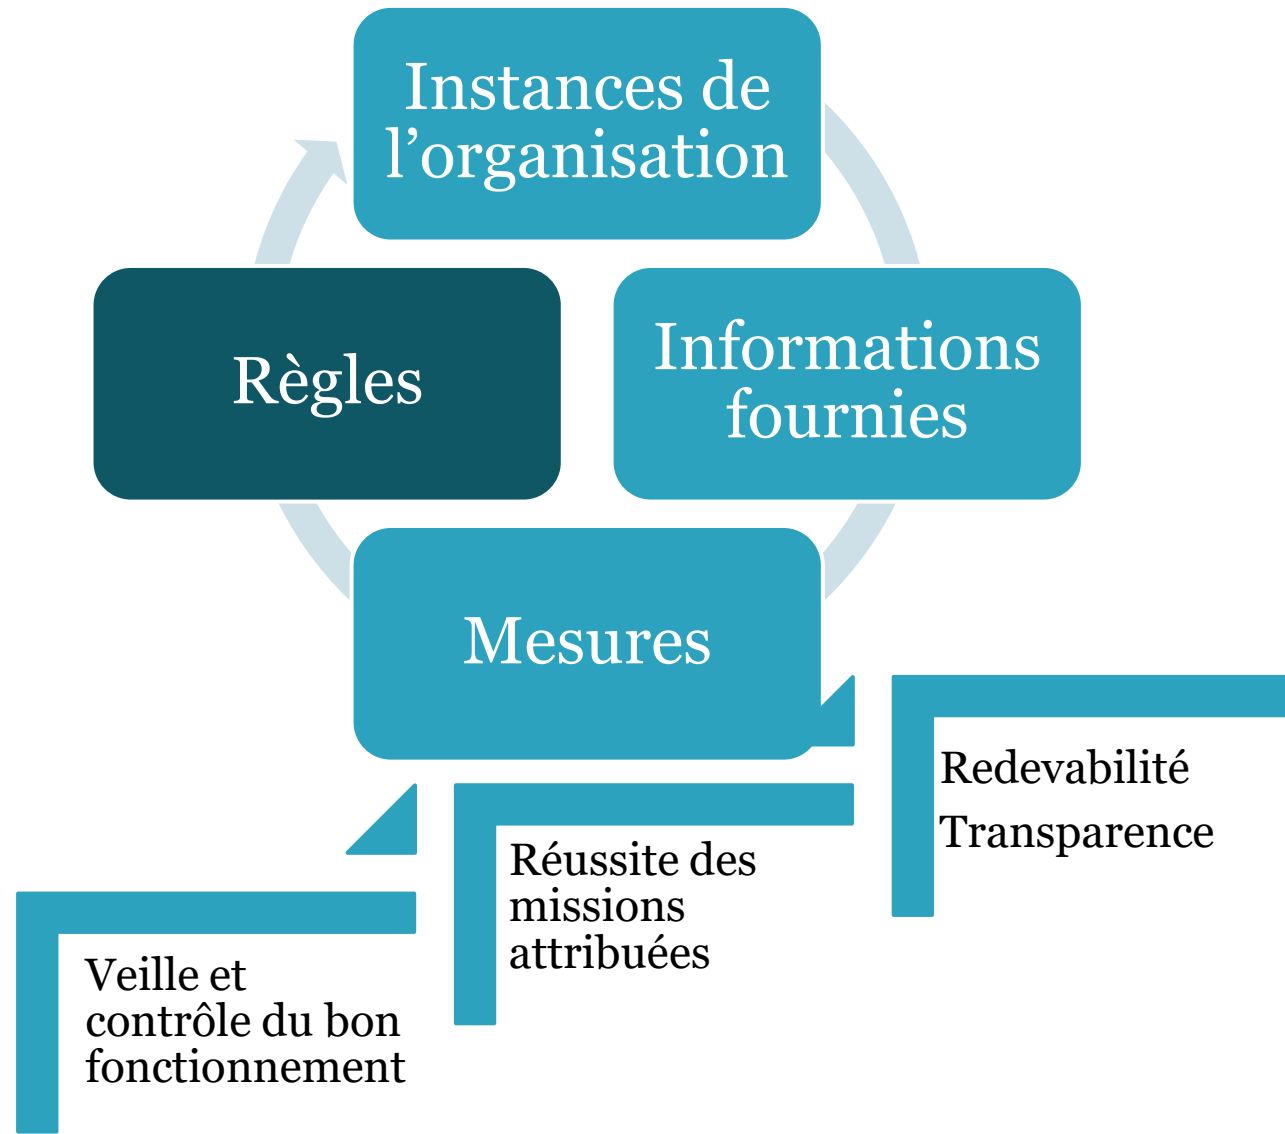 Instances de
l’organisation
Règles
Informations
fournies
Mesures
Redevabilité
Transparence
Réussite des
missions
attribuées
Veille et
contrôle du bon
fonctionnement